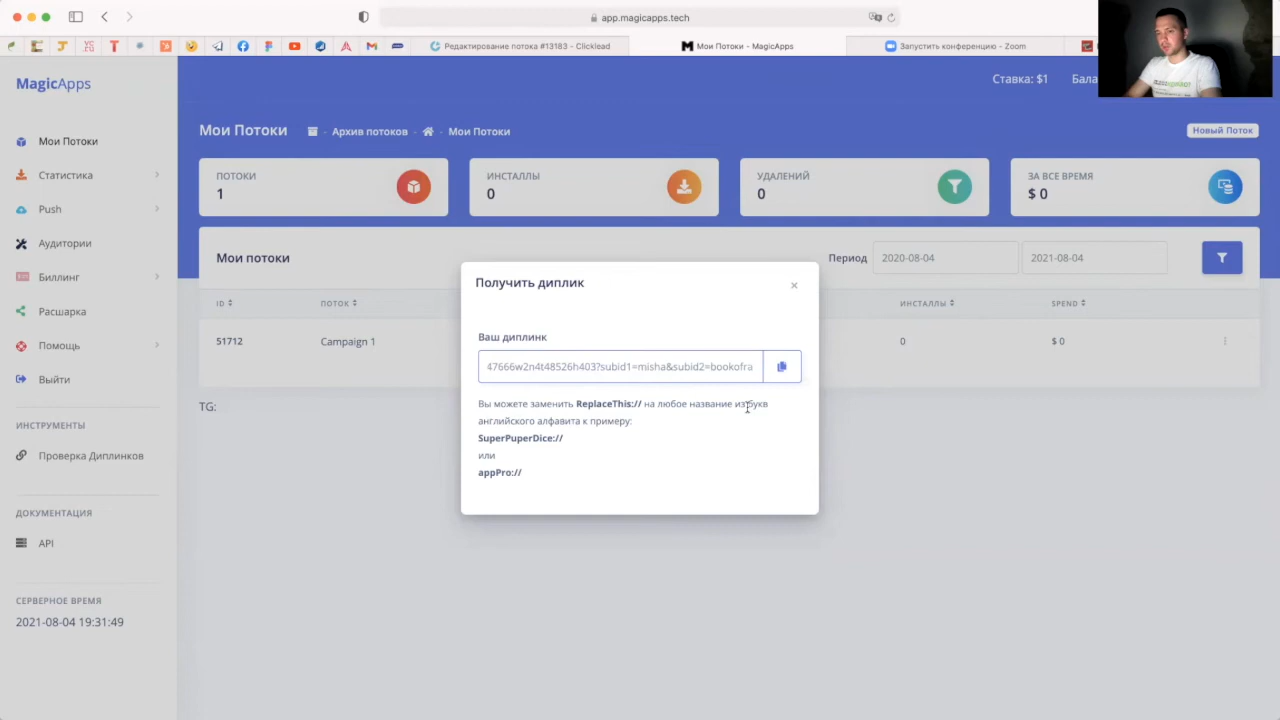 app.magicapps.tech
Редактирование потока #13183 - Clicklead
Мои Потоки - MagicApps
Запустить конференцию - Zoom
MagicApps
Ставка: $1
Мои Потоки - Архив потоков - Мои Потоки
Новый Поток
Мои Потоки
Статистика
Push
Аудитории
Биллинг
Расшарка
Помощь
Выйти
ИНСТРУМЕНТЫ
Проверка Диплинков
ДОКУМЕНТАЦИЯ
API
СЕРВЕРНОЕ ВРЕМЯ
2021-08-04 19:31:49
ПОТОКИ
1
ИНСТАЛЛЫ
0
УДАЛЕНИЙ
0
ЗА ВСЕ ВРЕМЯ
$ 0
Мои потоки
Период 2020-08-04 2021-08-04
ID ПОТОК ИНСТАЛЛЫ SPEND
51712 Campaign 1 0 $ 0
TG:
Получить диплик
Ваш диплинк
47666w2n4t48526h403?subid1=misha&subid2=bookofra
Вы можете заменить ReplaceThis:// на любое название из букв
английского алфавита к примеру:
SuperPuperDice://
или
appPro://